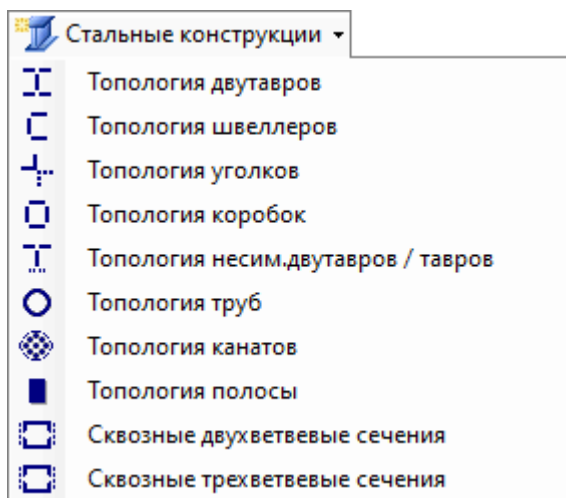 Стальные конструкции
Топология двутавров
Топология швеллеров
Топология уголков
Топология коробок
Топология несим.двутавров / тавров
Топология труб
Топология канатов
Топология полосы
Сквозные двухветвевые сечения
Сквозные трехветвевые сечения